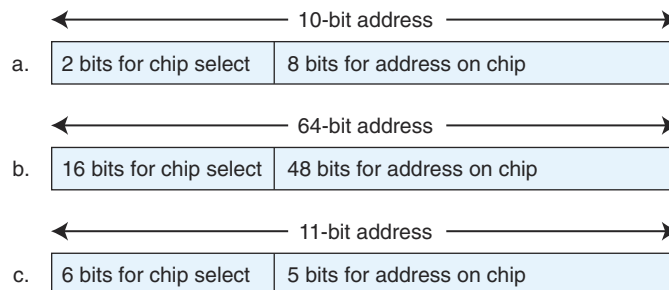 10-bit address
a. 2 bits for chip select 8 bits for address on chip
64-bit address
b. 16 bits for chip select 48 bits for address on chip
11-bit address
c. 6 bits for chip select 5 bits for address on chip